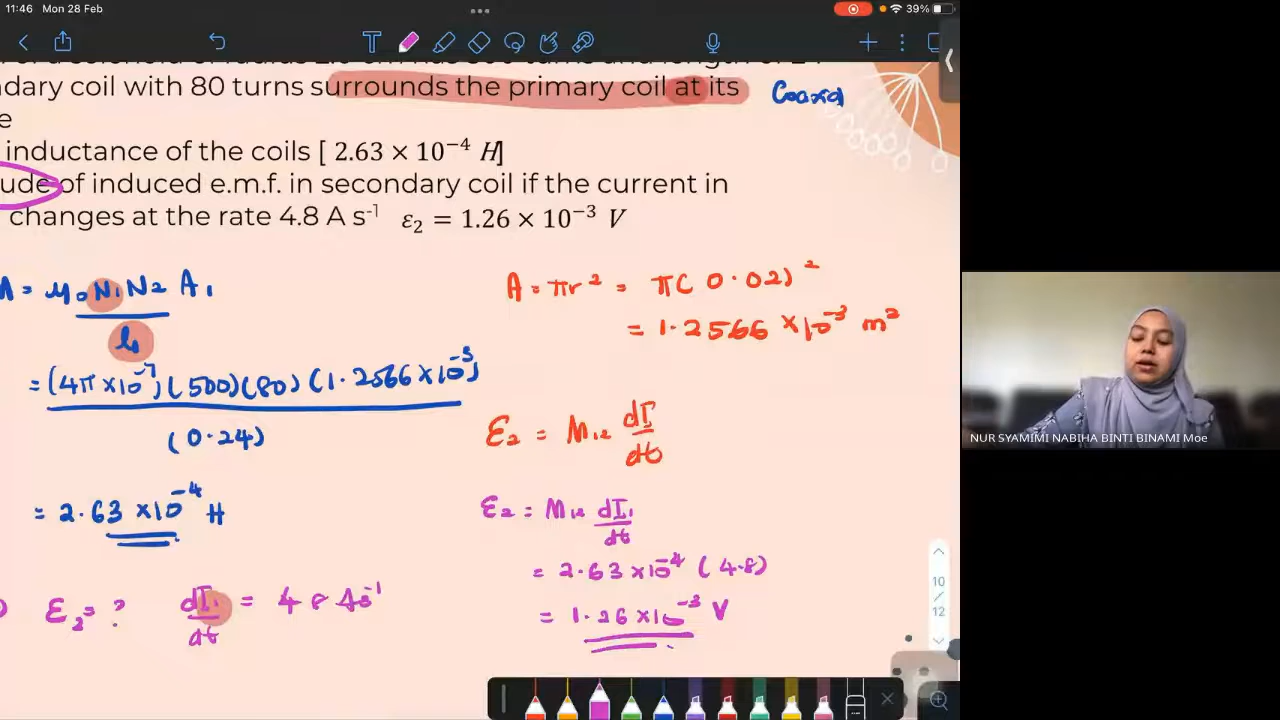 11:46 Mon 28 Feb
39%
dary coil with 80 turns surrounds the primary coil at its
Coaxial
e
inductance of the coils [ 2.63 × 10⁻⁴ H]
ude of induced e.m.f. in secondary coil if the current in
changes at the rate 4.8 A s⁻¹ ε₂ = 1.26 × 10⁻³ V
M = μ₀N₁N₂A₁
l₁
= (4π×10⁻⁷)(500)(80)(1.2566×10⁻³)
(0.24)
= 2.63 ×10⁻⁴ H
ε₂ = ? dI₁/dt = 4.8 As⁻¹
A = πr² = π(0.02)²
= 1.2566 ×10⁻³ m²
ε₂ = M₁₂ dI/dt
ε₂ = M₁₂ dI₁/dt
= 2.63 ×10⁻⁴ (4.8)
= 1.26 ×10⁻³ V
10
/
12
NUR SYAMIMI NABIHA BINTI BINAMI Moe